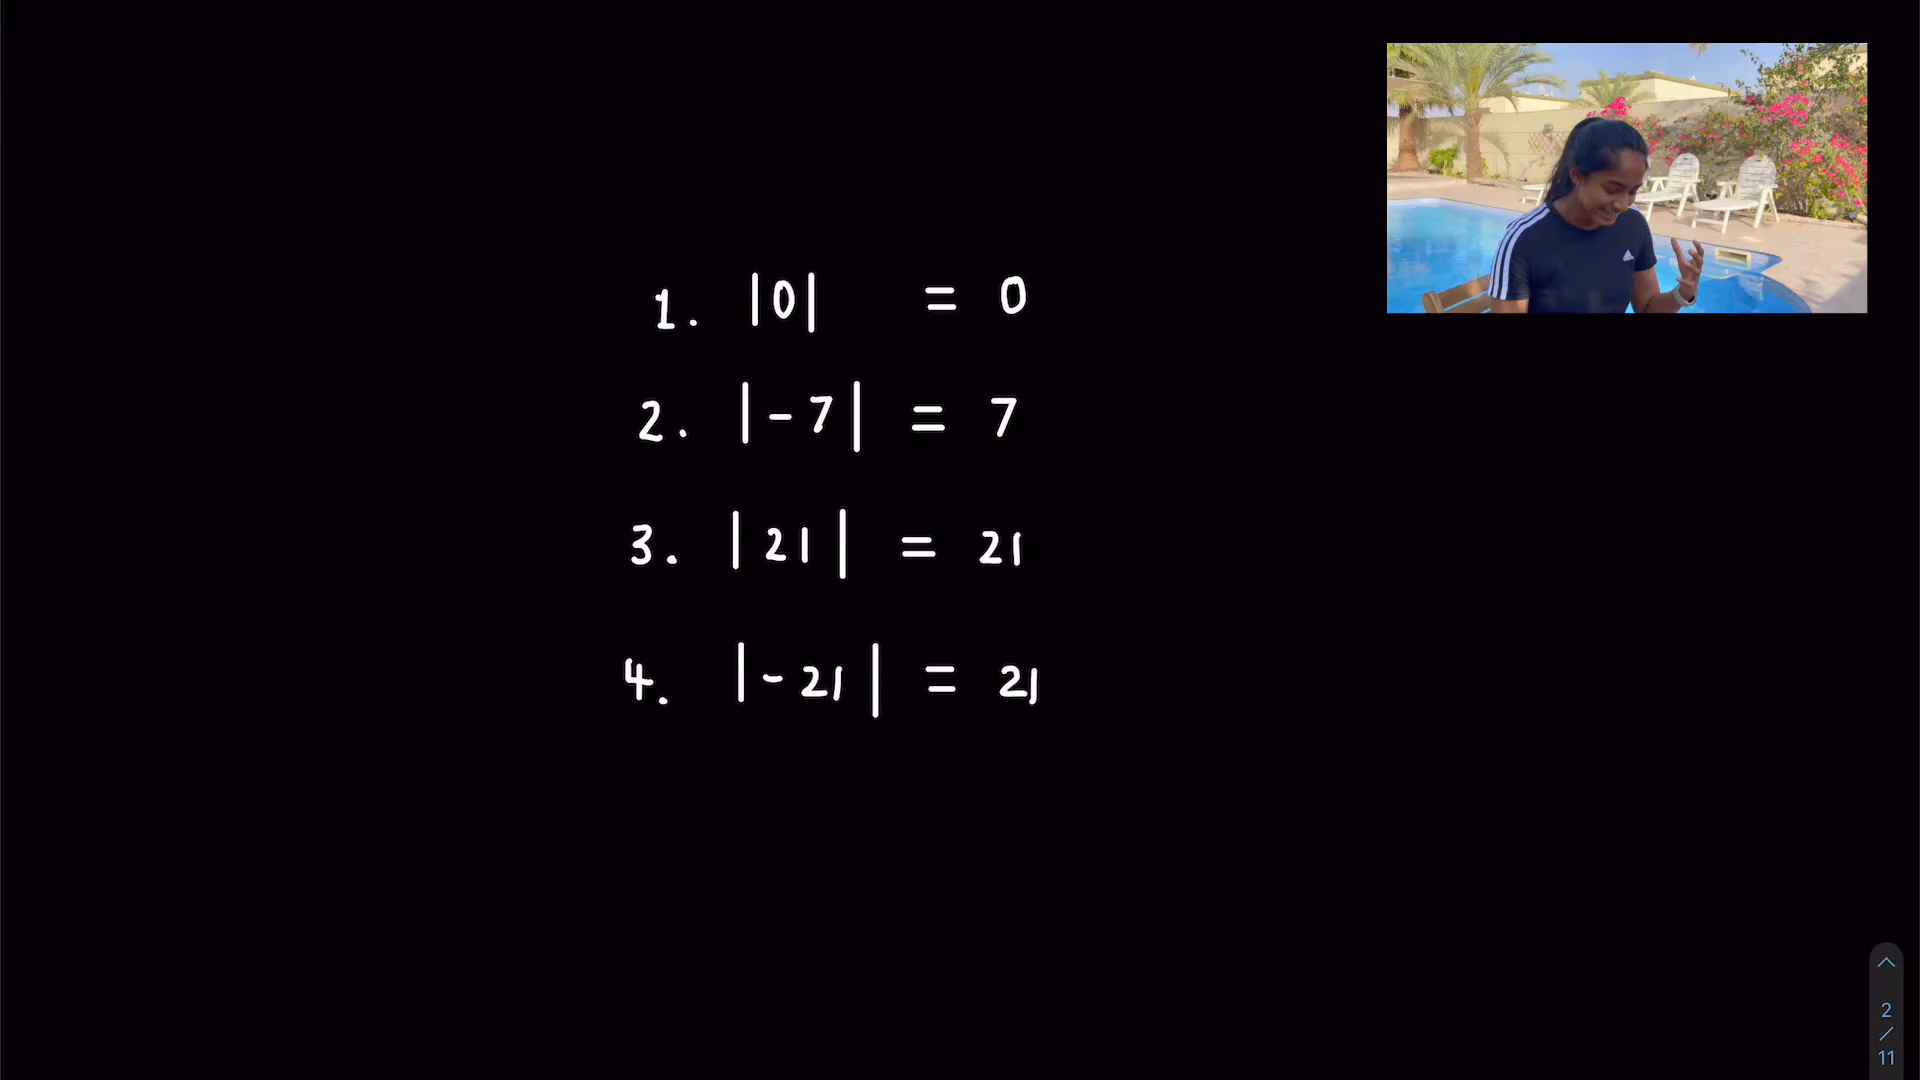 1. |0| = 0
2. |-7| = 7
3. |21| = 21
4. |-21| = 21
2
/
11